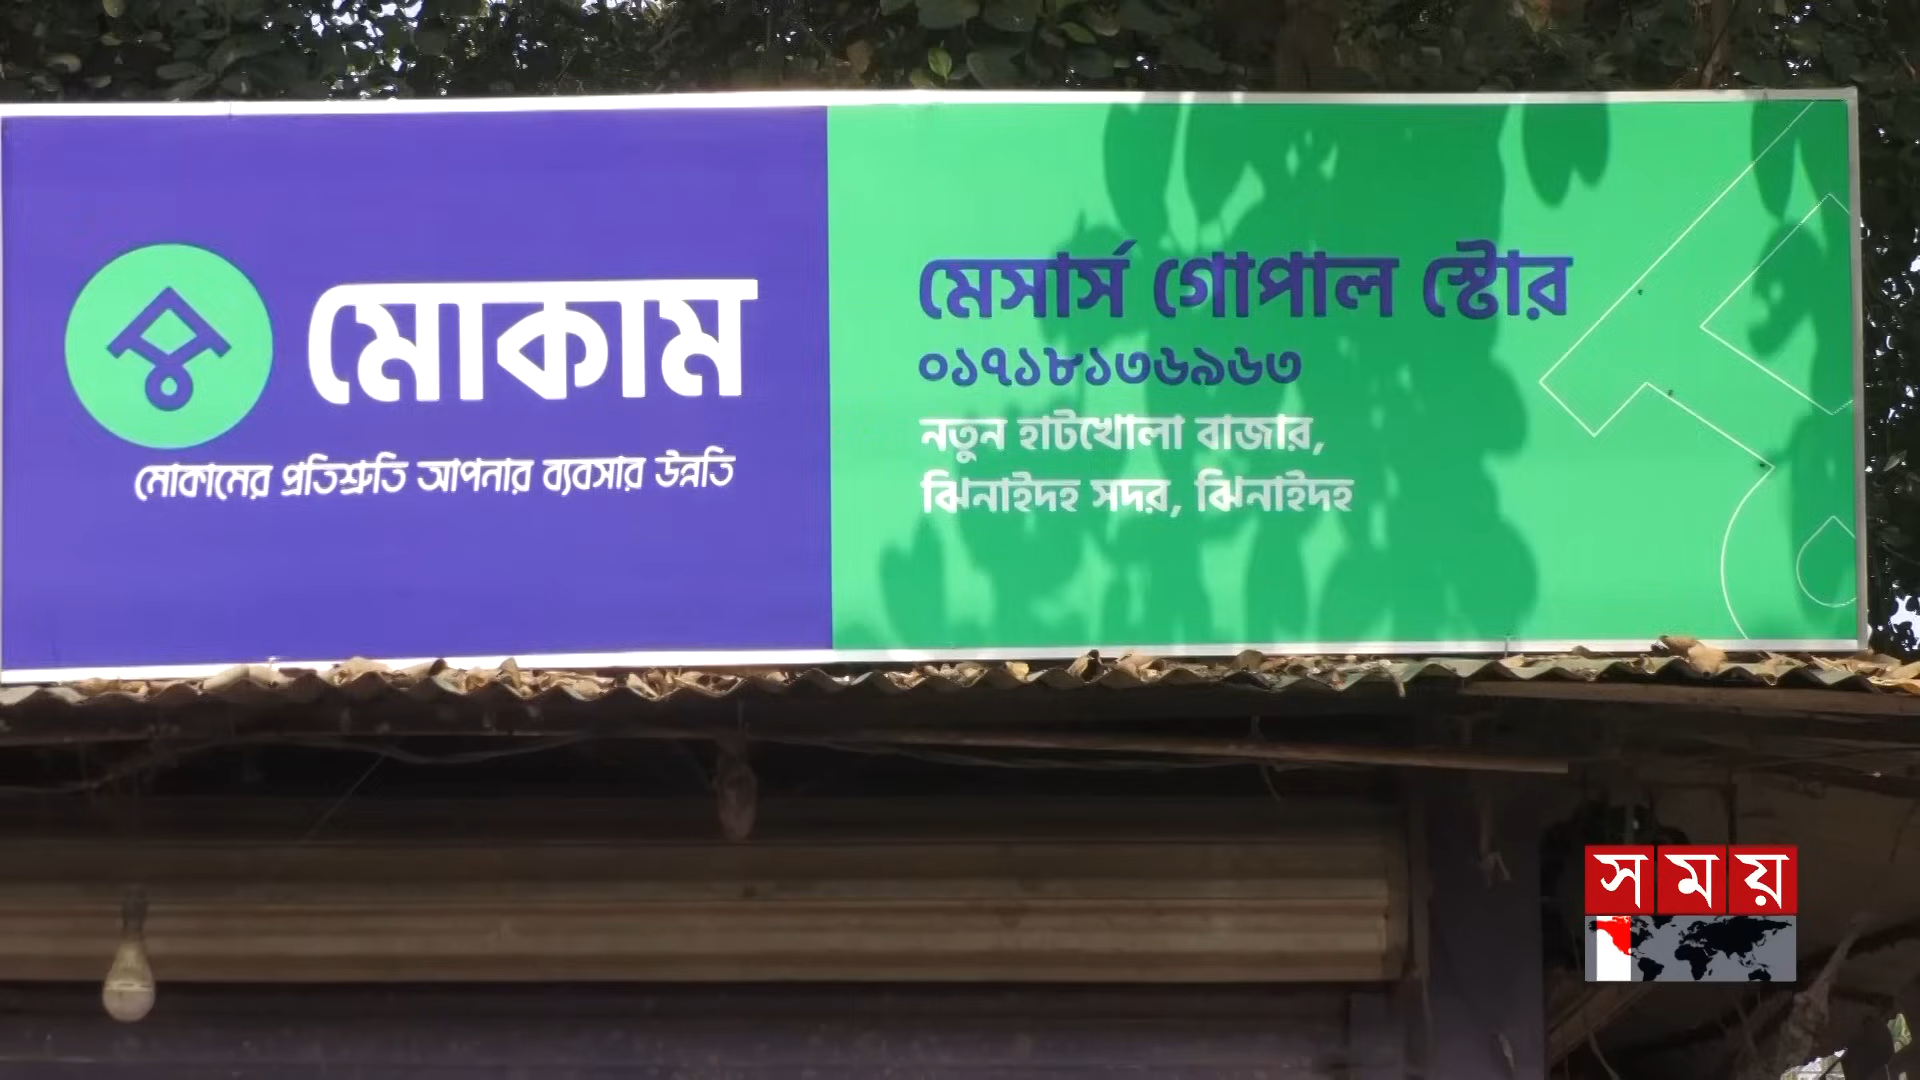 মোকাম
মোকামের প্রতিশ্রুতি আপনার ব্যবসার উন্নতি
মেসার্স গোপাল স্টোর
০১৭১৮১৩৬৯৬৩
নতুন হাটখোলা বাজার,
ঝিনাইদহ সদর, ঝিনাইদহ
সময়